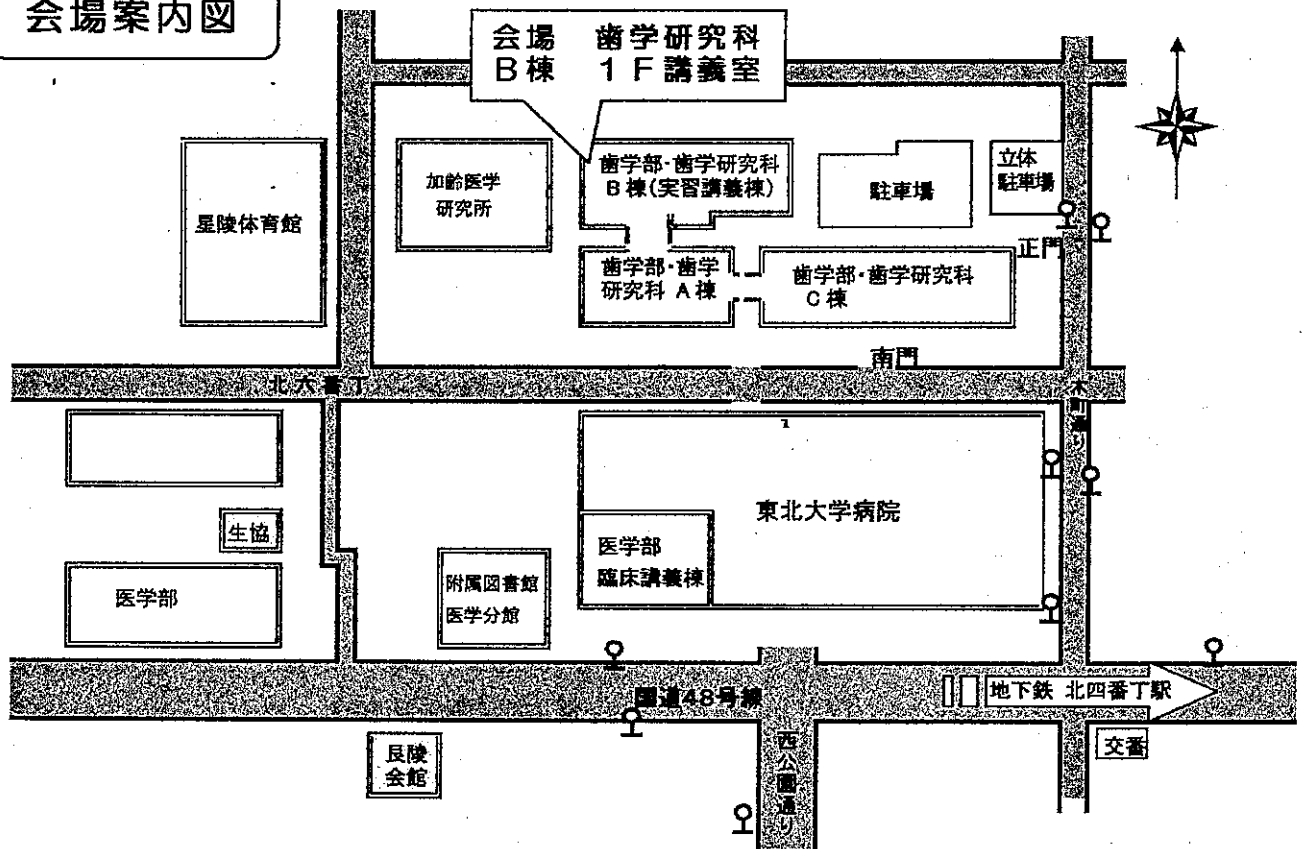 会場案内図
会場 歯学研究科
B棟 1F講義室
星陵体育館
加齢医学
研究所
歯学部・歯学研究科
B棟(実習講義棟)
駐車場
立体
駐車場
正門
歯学部・歯学
研究科 A棟
歯学部・歯学研究科
C棟
南門
北六番丁
木町通り
生協
医学部
附属図書館
医学分館
医学部
臨床講義棟
東北大学病院
国道48号線
地下鉄 北四番丁駅
艮陵
会館
西公園通り
交番